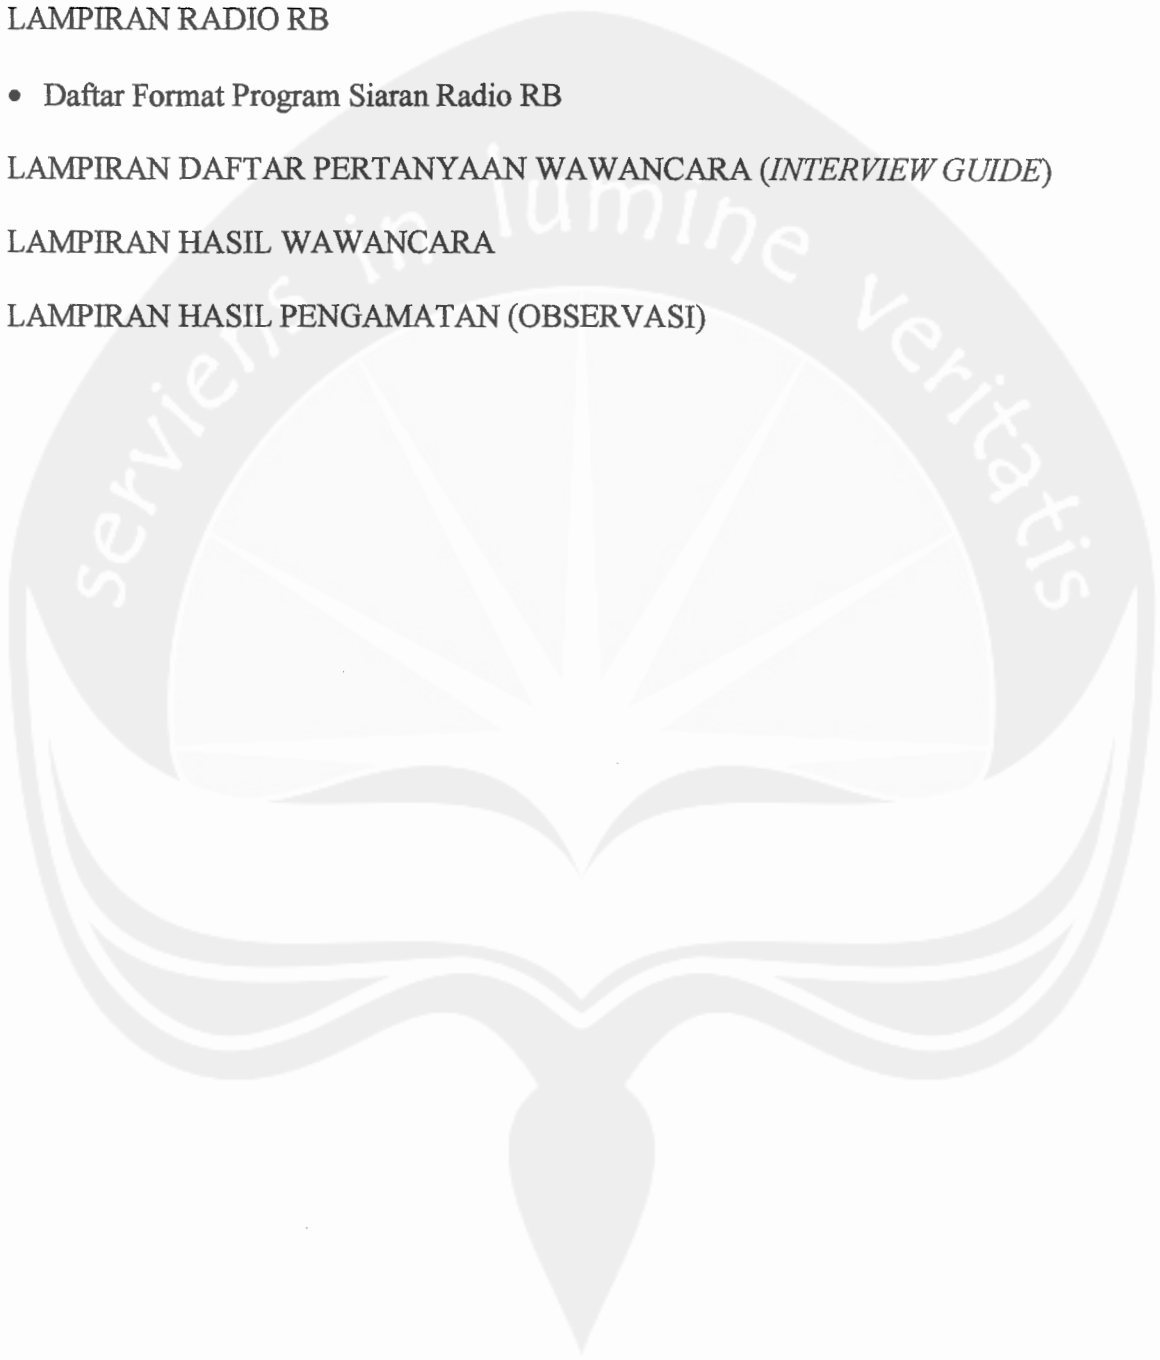 LAMPIRAN RADIO RB
• Daftar Format Program Siaran Radio RB
LAMPIRAN DAFTAR PERTANYAAN WAWANCARA (INTERVIEW GUIDE)
LAMPIRAN HASIL WAWANCARA
LAMPIRAN HASIL PENGAMATAN (OBSERVASI)
serviens in lumine veritatis